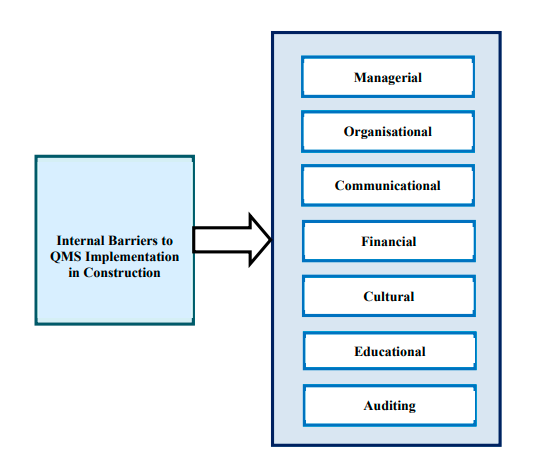 Internal Barriers to
QMS Implementation
in Construction
Managerial
Organisational
Communicational
Financial
Cultural
Educational
Auditing